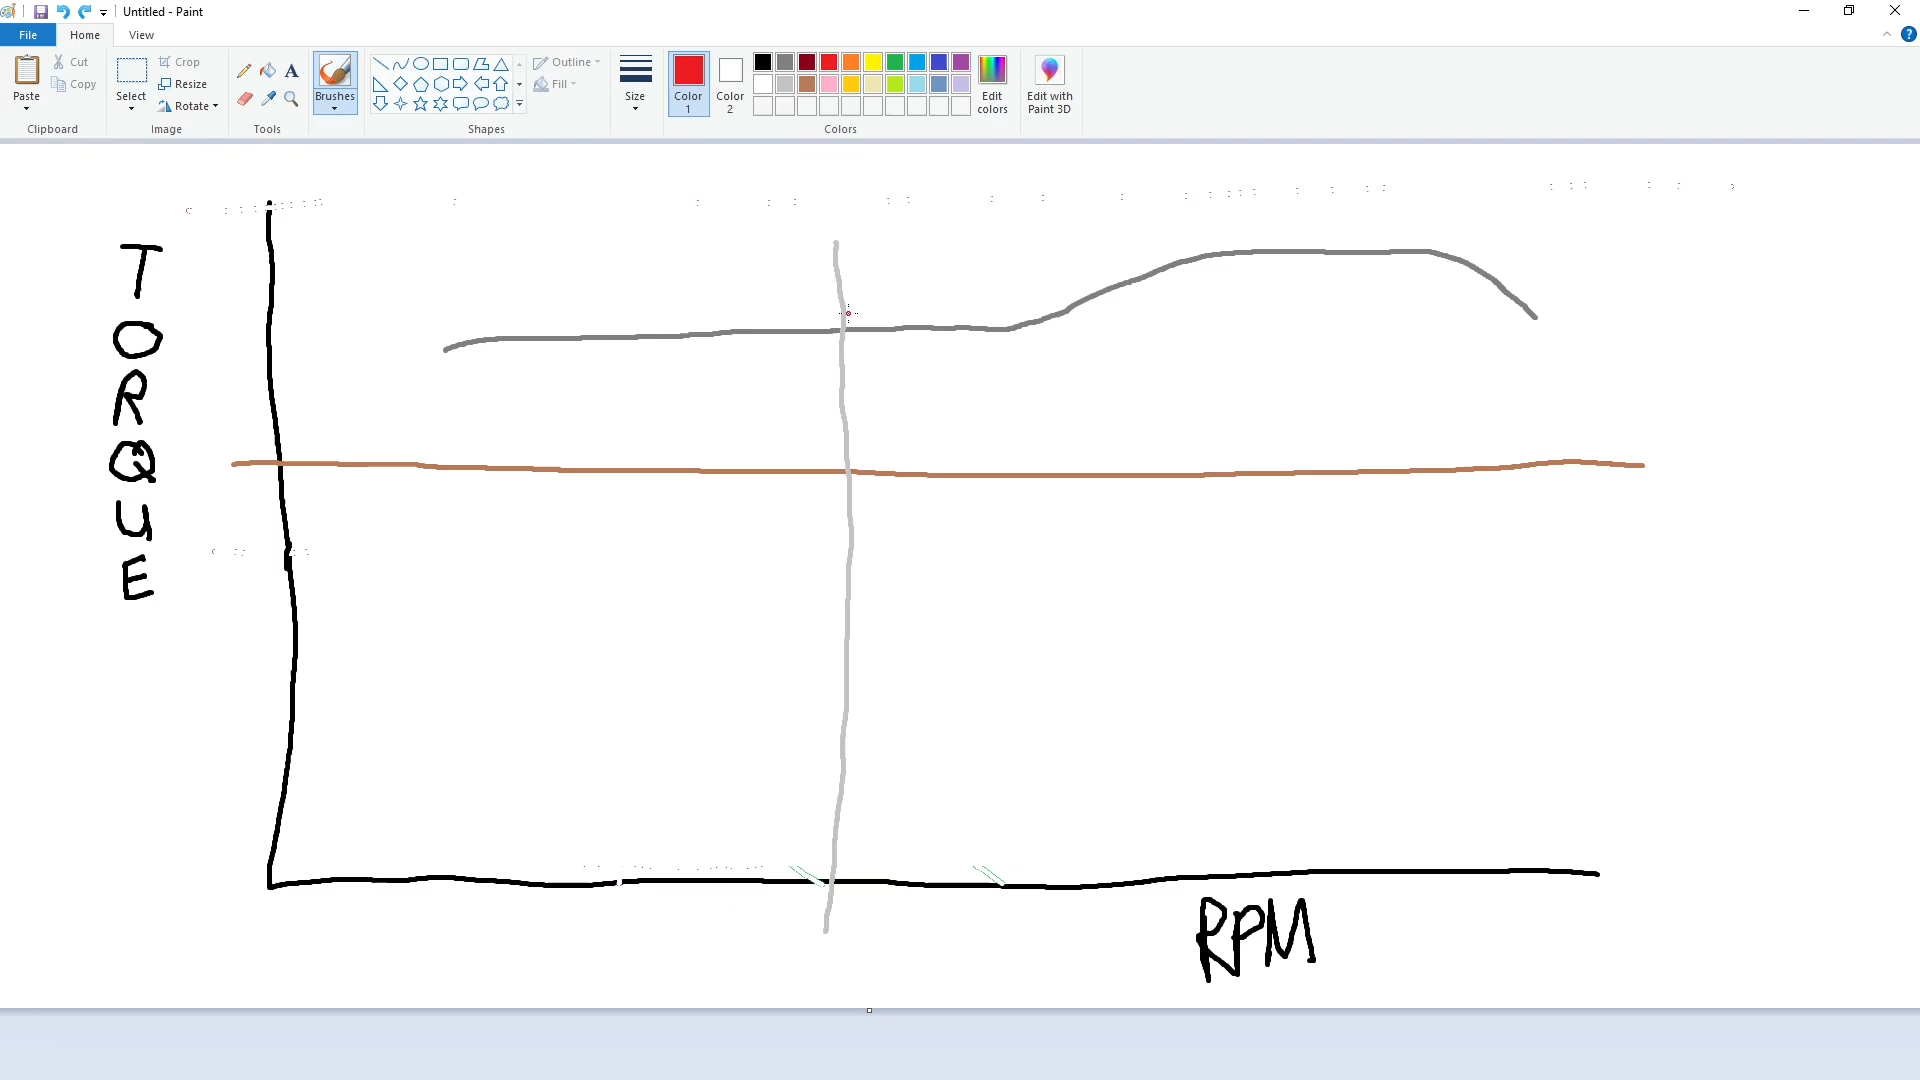 Untitled - Paint
File Home View
Paste
Cut
Copy
Clipboard
Select
Crop
Resize
Rotate
Image
Tools
Brushes
Shapes
Outline
Fill
Size
Color 1
Color 2
Colors
Edit colors
Edit with Paint 3D
TORQUE
RPM